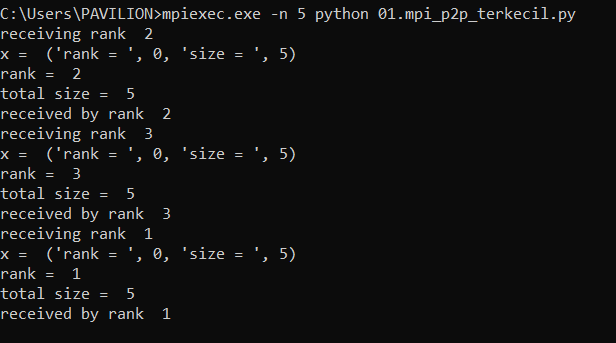 C:\Users\PAVILION>mpiexec.exe -n 5 python 01.mpi_p2p_terkecil.py
receiving rank  2
x =  ('rank = ', 0, 'size = ', 5)
rank =  2
total size =  5
received by rank  2
receiving rank  3
x =  ('rank = ', 0, 'size = ', 5)
rank =  3
total size =  5
received by rank  3
receiving rank  1
x =  ('rank = ', 0, 'size = ', 5)
rank =  1
total size =  5
received by rank  1